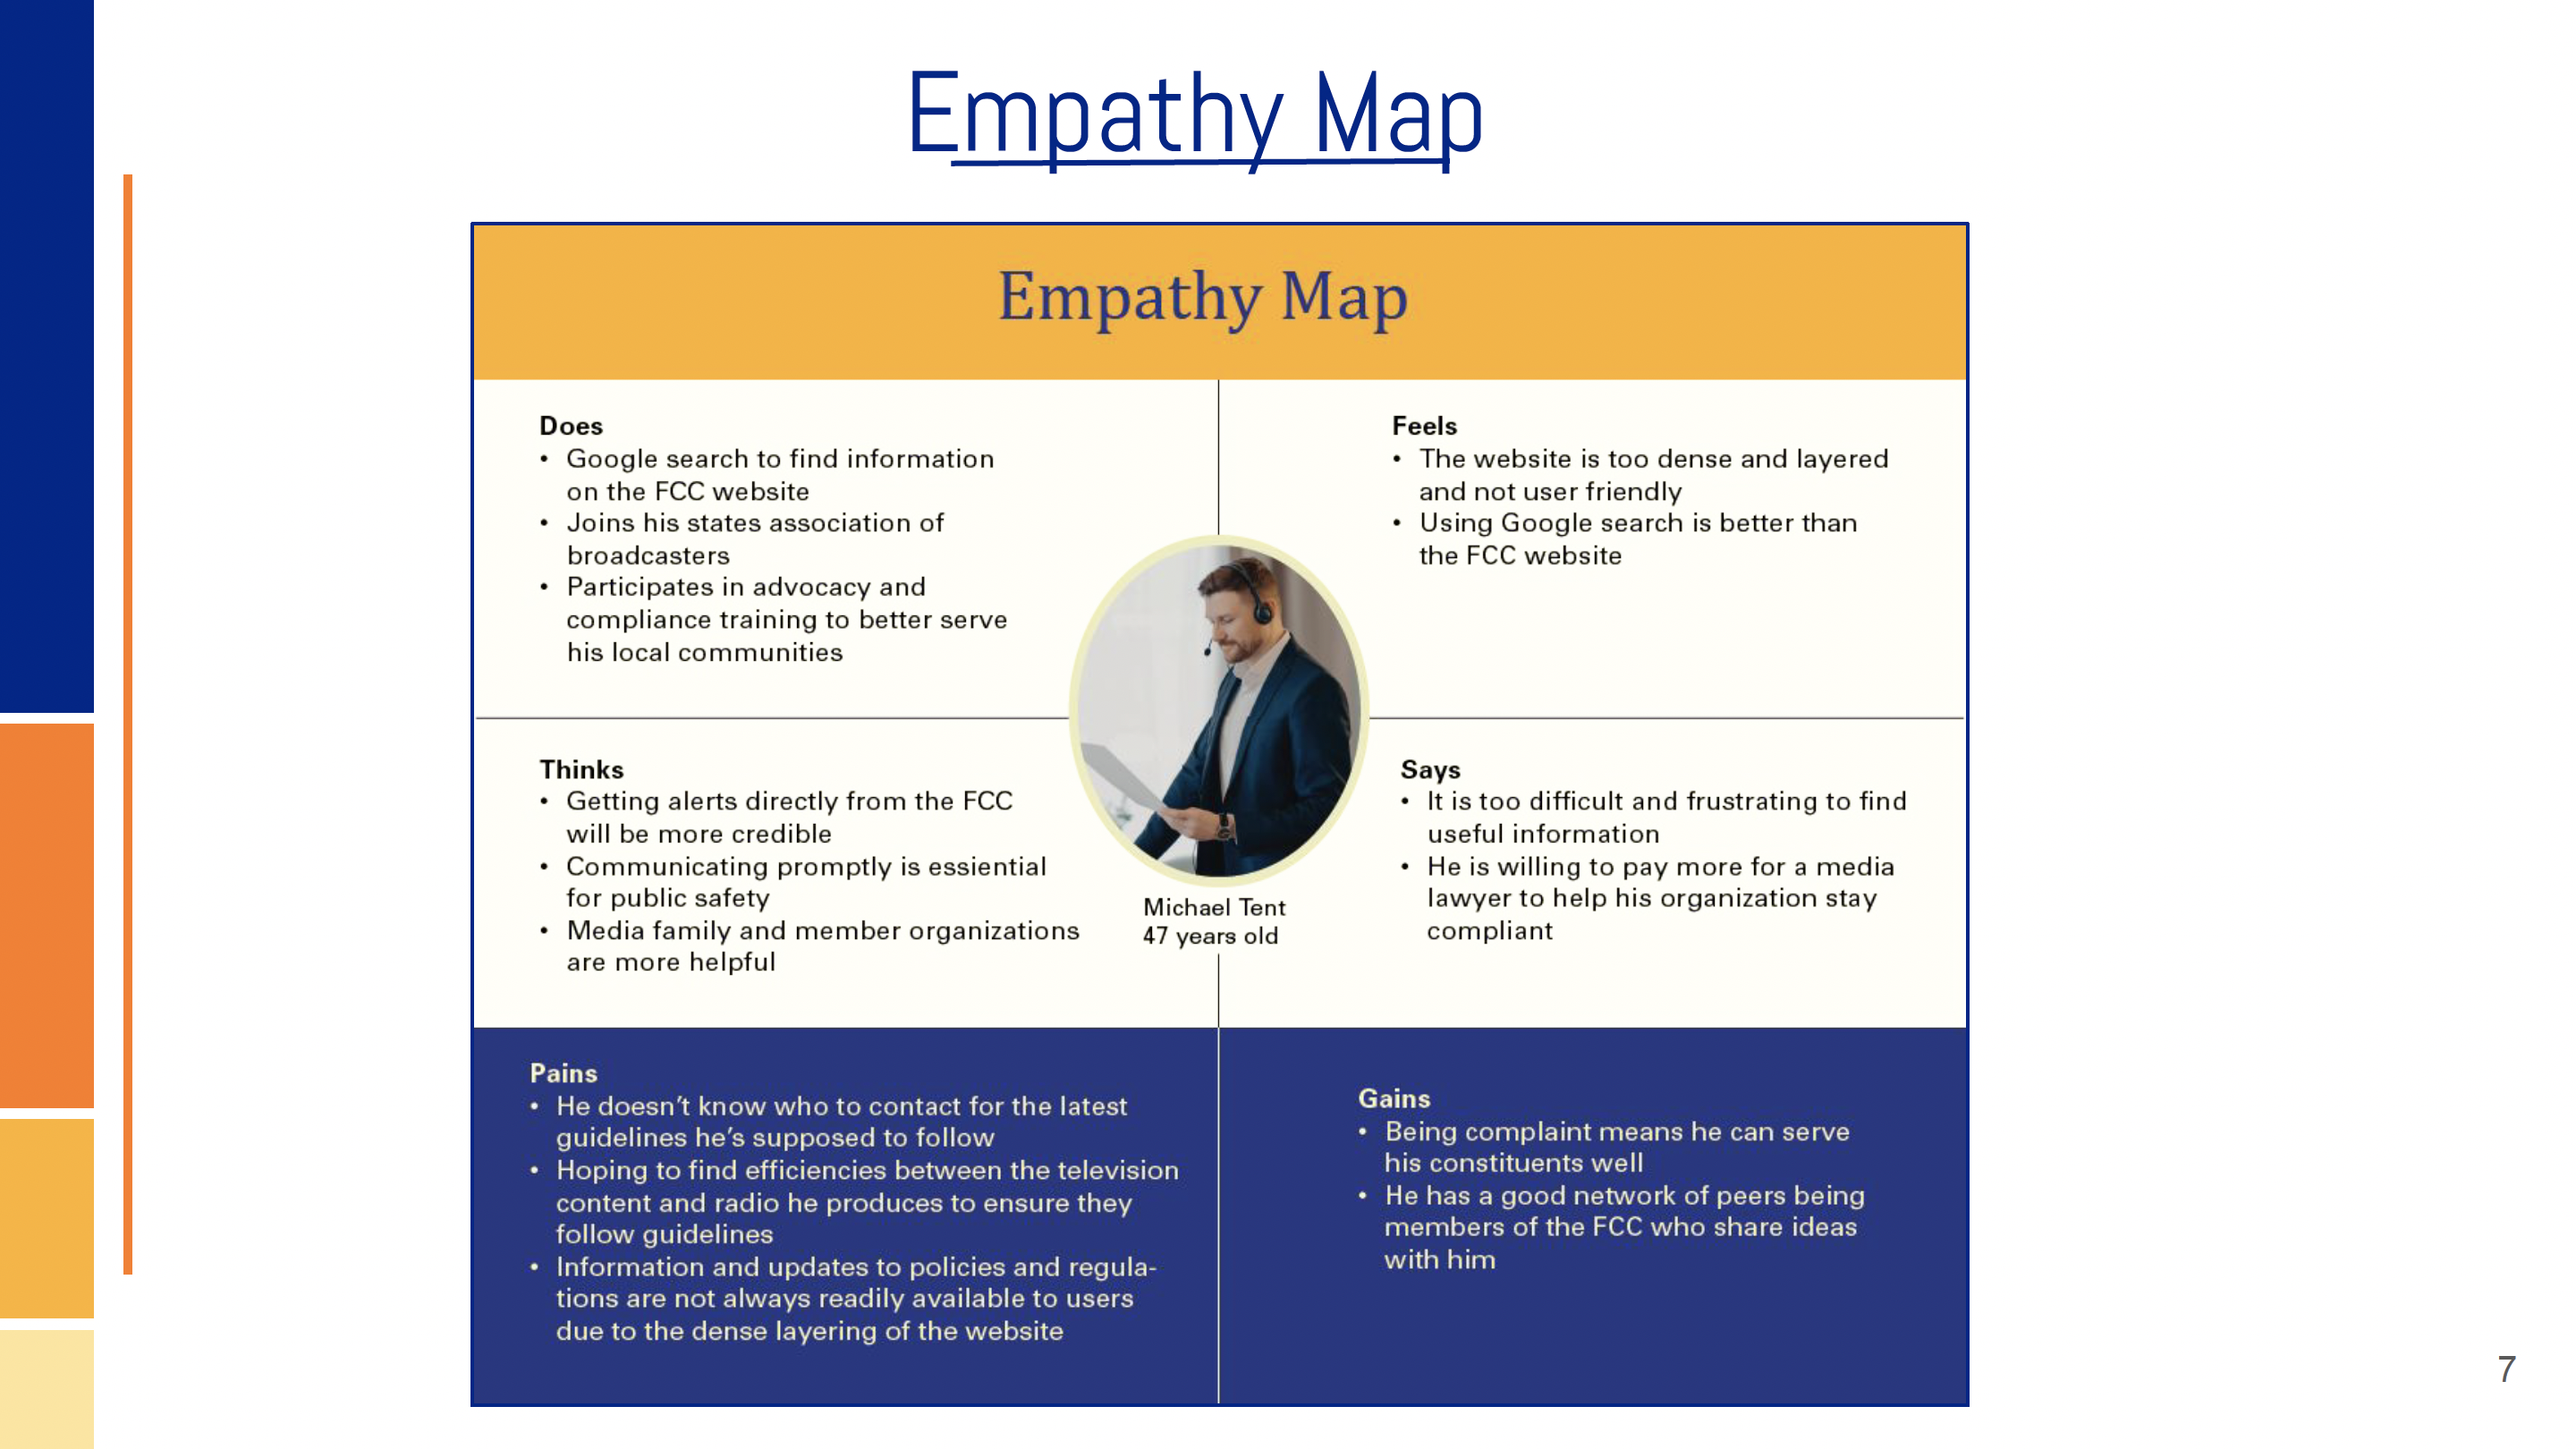 Empathy Map
Empathy Map
Does
• Google search to find information
on the FCC website
• Joins his states association of
broadcasters
• Participates in advocacy and
compliance training to better serve
his local communities
Feels
• The website is too dense and layered
and not user friendly
• Using Google search is better than
the FCC website
Thinks
• Getting alerts directly from the FCC
will be more credible
• Communicating promptly is essiential
for public safety
• Media family and member organizations
are more helpful
Michael Tent
47 years old
Says
• It is too difficult and frustrating to find
useful information
• He is willing to pay more for a media
lawyer to help his organization stay
compliant
Pains
• He doesn’t know who to contact for the latest
guidelines he’s supposed to follow
• Hoping to find efficiencies between the television
content and radio he produces to ensure they
follow guidelines
• Information and updates to policies and regula-
tions are not always readily available to users
due to the dense layering of the website
Gains
• Being complaint means he can serve
his constituents well
• He has a good network of peers being
members of the FCC who share ideas
with him
7